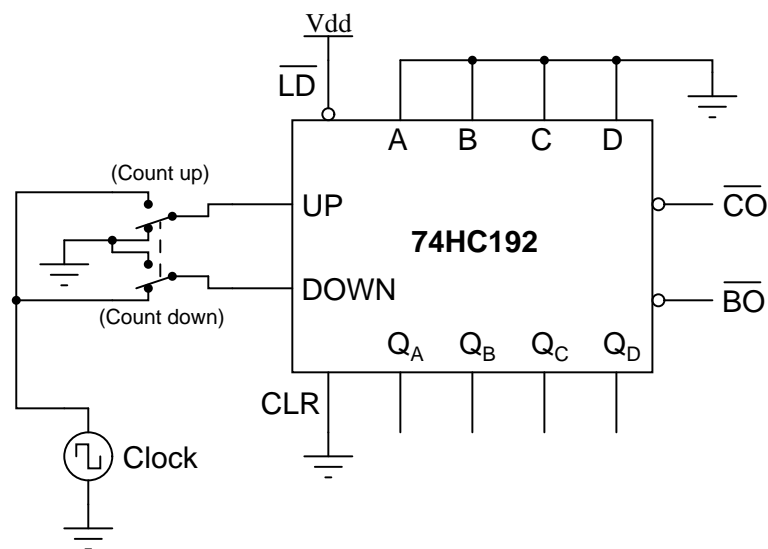 Vdd
LD
A B C D
(Count up)
UP
CO
74HC192
DOWN
BO
(Count down)
QA QB QC QD
CLR
Clock